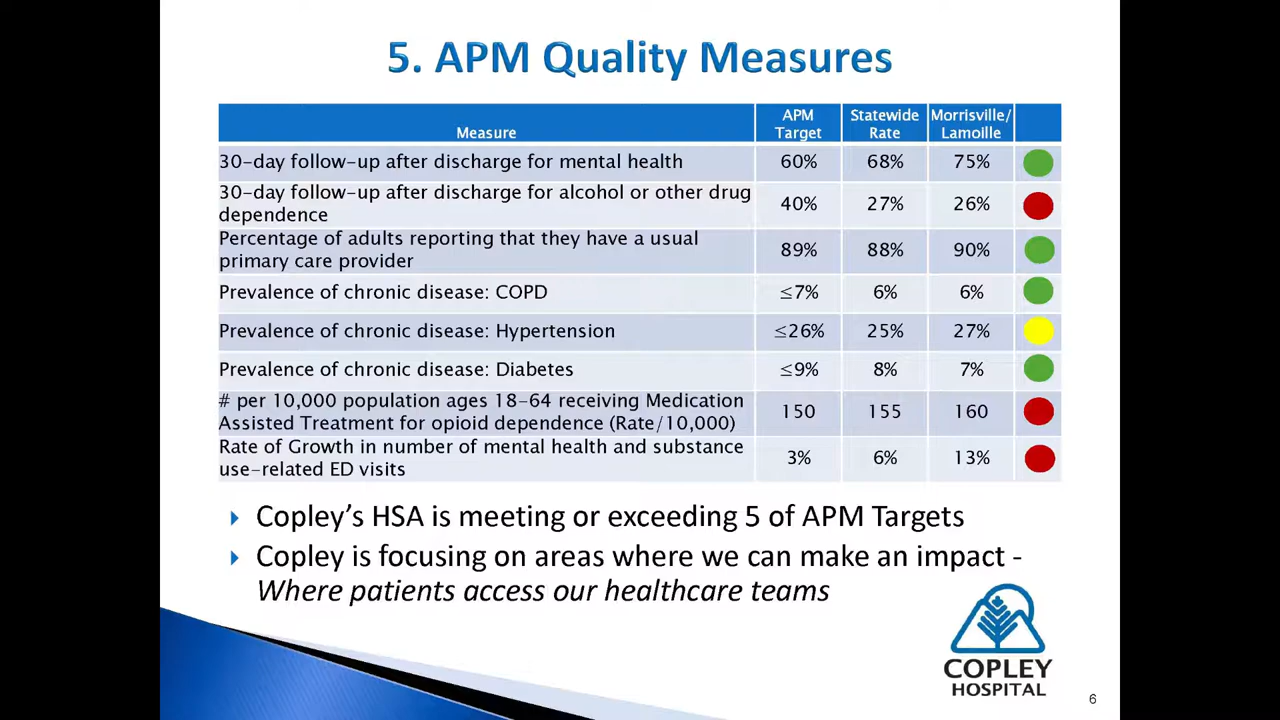 5. APM Quality Measures
Measure
APM
Target
Statewide
Rate
Morrisville/
Lamoille
30-day follow-up after discharge for mental health 60% 68% 75%
30-day follow-up after discharge for alcohol or other drug
dependence
40% 27% 26%
Percentage of adults reporting that they have a usual
primary care provider
89% 88% 90%
Prevalence of chronic disease: COPD ≤7% 6% 6%
Prevalence of chronic disease: Hypertension ≤26% 25% 27%
Prevalence of chronic disease: Diabetes ≤9% 8% 7%
# per 10,000 population ages 18-64 receiving Medication
Assisted Treatment for opioid dependence (Rate/10,000)
150 155 160
Rate of Growth in number of mental health and substance
use-related ED visits
3% 6% 13%
Copley's HSA is meeting or exceeding 5 of APM Targets
Copley is focusing on areas where we can make an impact -
Where patients access our healthcare teams
COPLEY
HOSPITAL
6